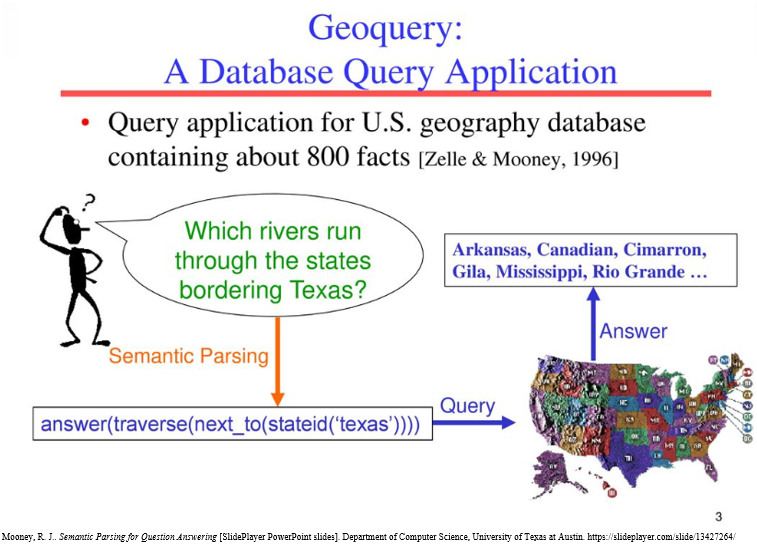 Geoquery:
A Database Query Application
• Query application for U.S. geography database
containing about 800 facts [Zelle & Mooney, 1996]
?
Which rivers run
through the states
bordering Texas?
Arkansas, Canadian, Cimarron,
Gila, Mississippi, Rio Grande …
Answer
Semantic Parsing
Query
answer(traverse(next_to(stateid(‘texas’))))
3
Mooney, R. J.. Semantic Parsing for Question Answering [SlidePlayer PowerPoint slides]. Department of Computer Science, University of Texas at Austin. https://slideplayer.com/slide/13427264/